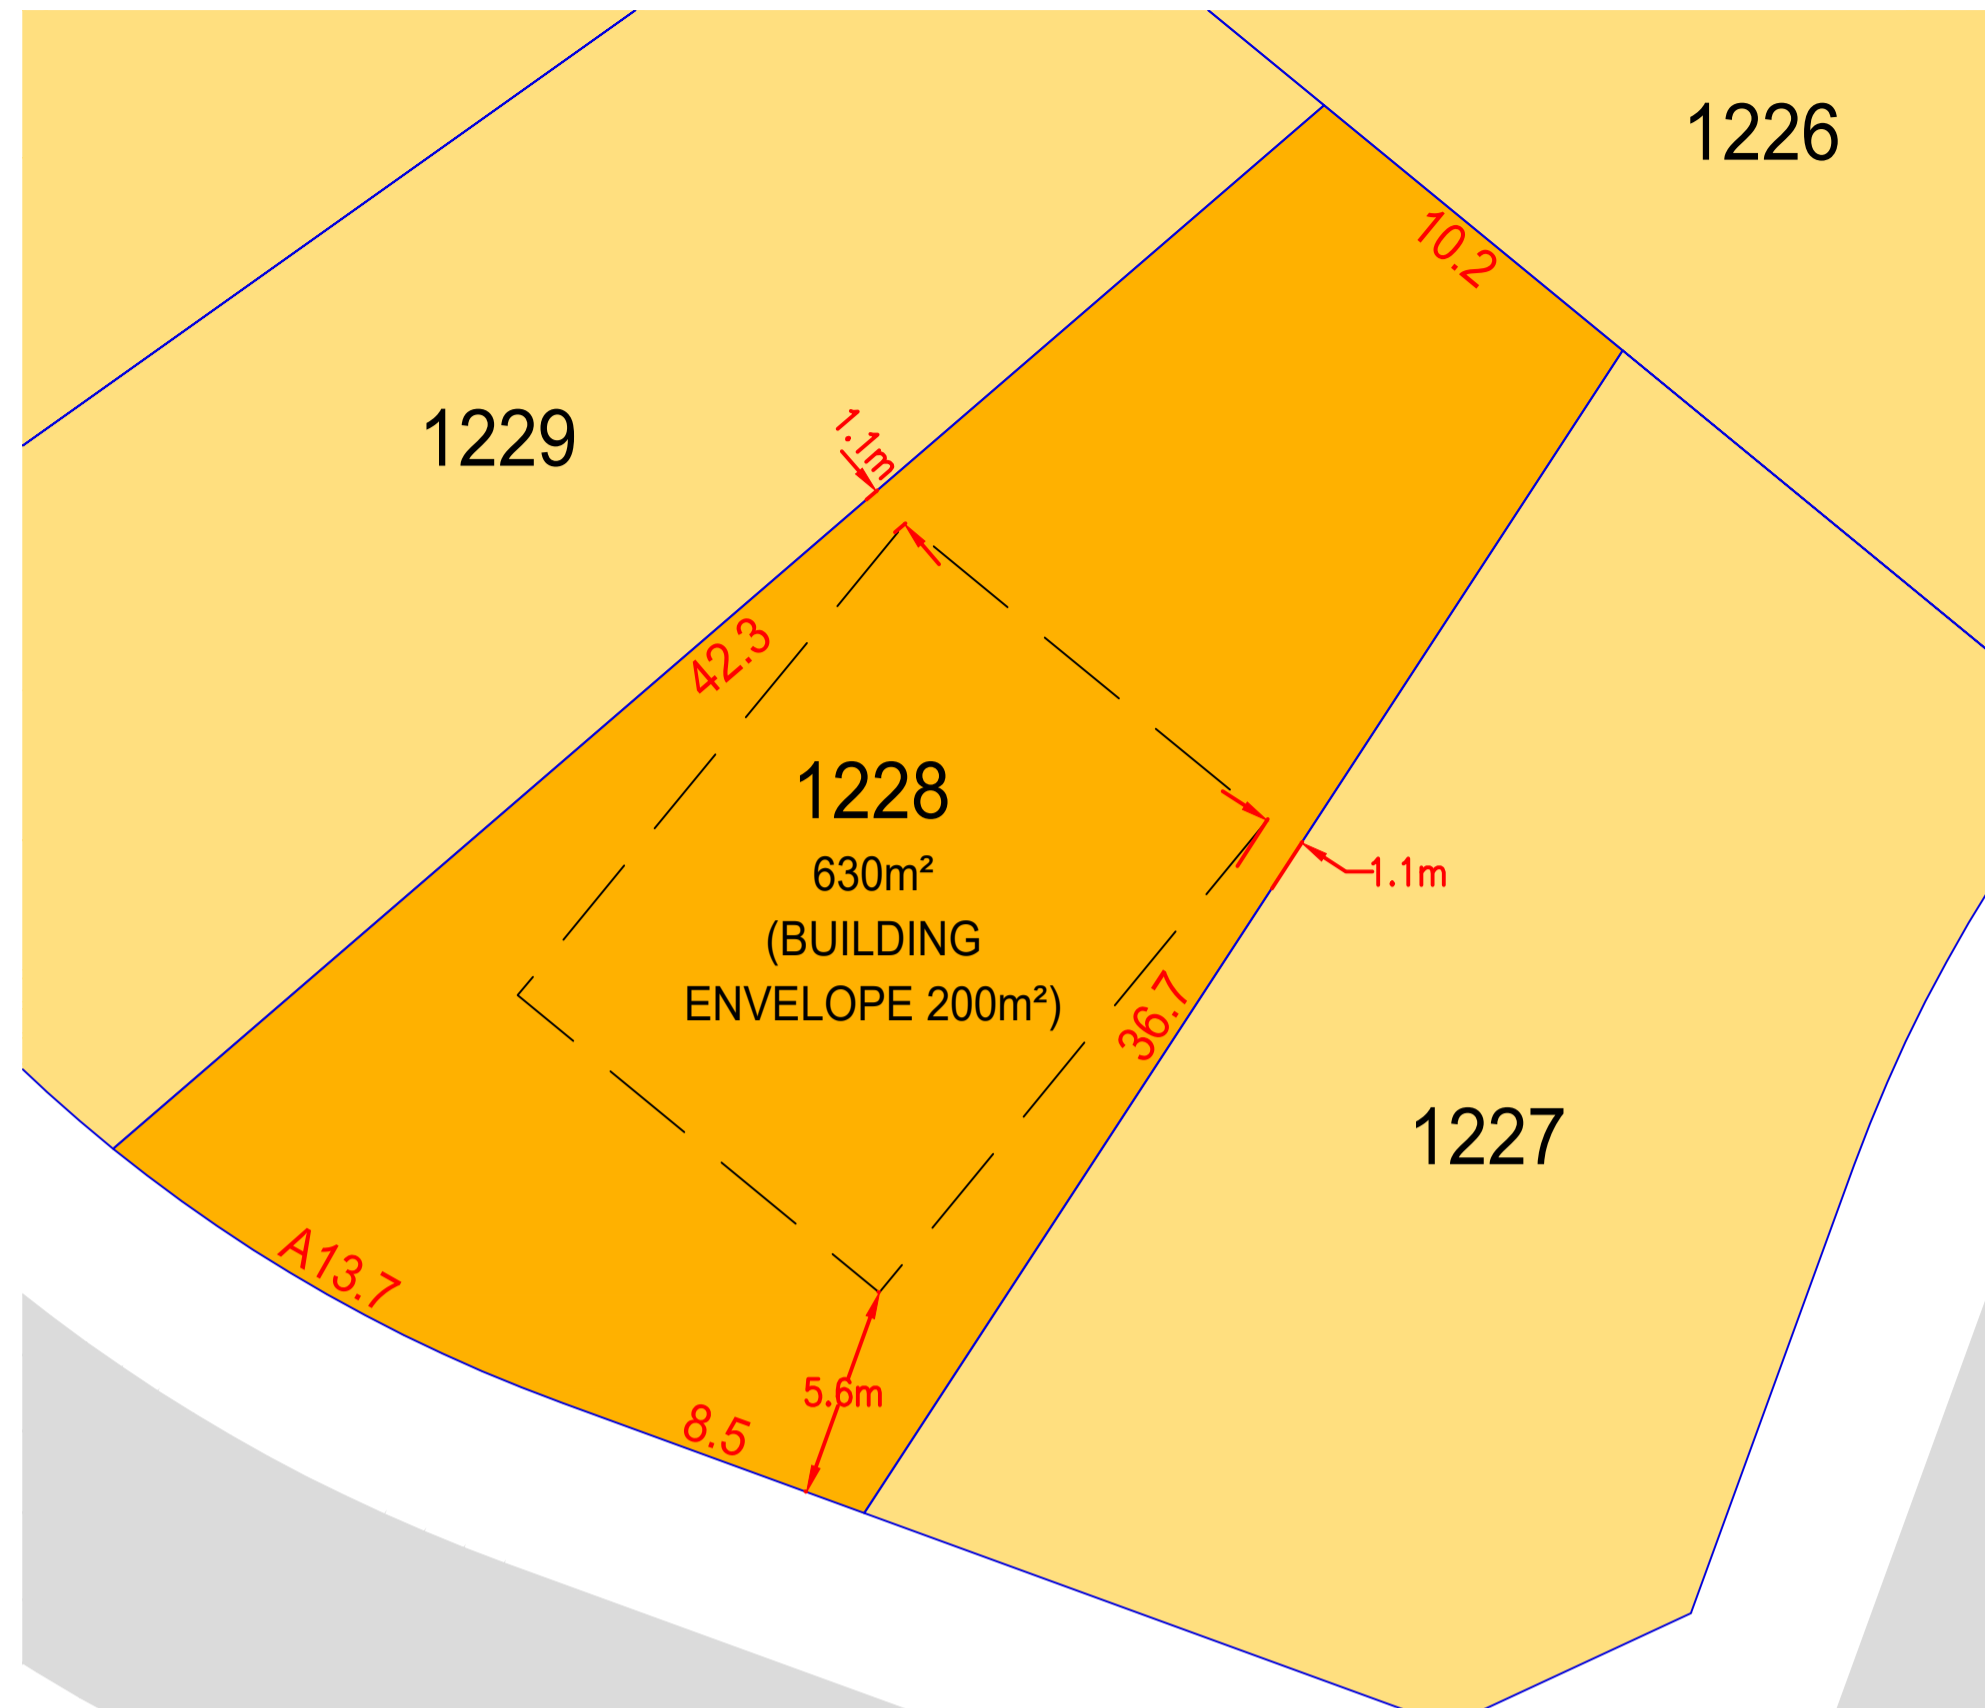 1226
10.2
1229
1.1m
42.3
1228
630m²
(BUILDING
ENVELOPE 200m²)
1.1m
36.7
1227
A13.7
5.6m
8.5